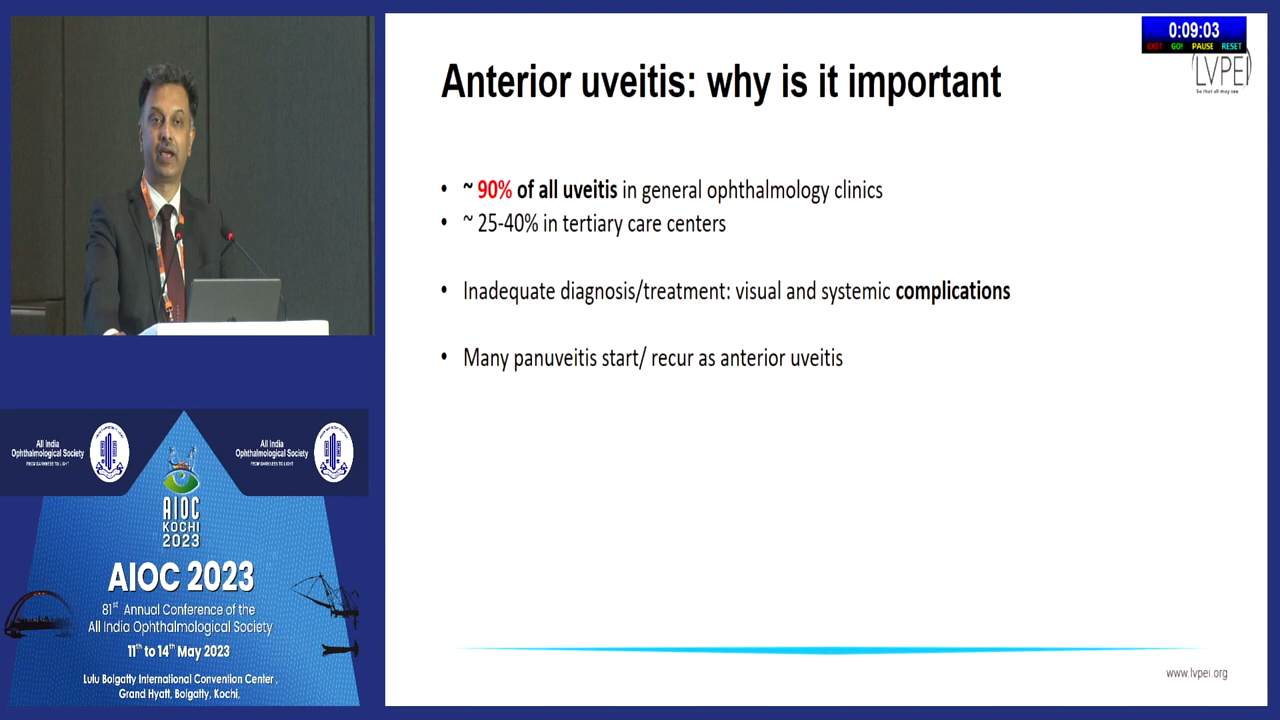 0:09:03
EXIT GO! PAUSE RESET
LVPEI
So that all may see
Anterior uveitis: why is it important
• ~ 90% of all uveitis in general ophthalmology clinics
• ~ 25-40% in tertiary care centers
• Inadequate diagnosis/treatment: visual and systemic complications
• Many panuveitis start/ recur as anterior uveitis
www.lvpei.org
All India
Ophthalmological Society
FROM DARKNESS TO LIGHT
All India
Ophthalmological Society
FROM DARKNESS TO LIGHT
AIOC
KOCHI
2023
AIOC 2023
81st Annual Conference of the
All India Ophthalmological Society
11th to 14th May 2023
Lulu Bolgatty International Convention Center,
Grand Hyatt, Bolgatty, Kochi,